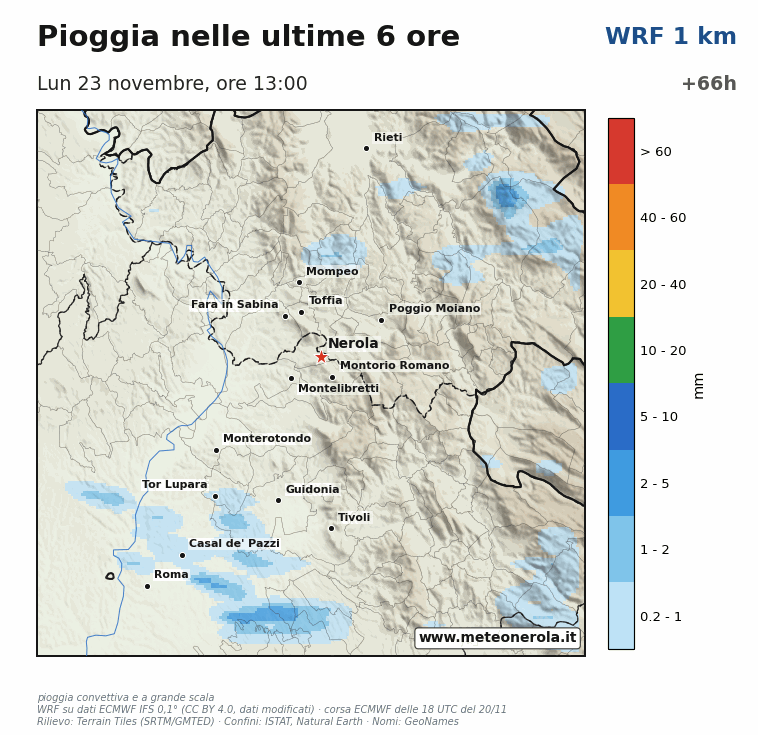 Pioggia nelle ultime 6 ore
WRF 1 km
Lun 23 novembre, ore 13:00
+66h
Rieti
Mompeo
Fara in Sabina
Toffia
Poggio Moiano
Nerola
Montorio Romano
Montelibretti
Monterotondo
Tor Lupara
Guidonia
Tivoli
Casal de' Pazzi
Roma
www.meteonerola.it
> 60
40 - 60
20 - 40
10 - 20
5 - 10
2 - 5
1 - 2
0.2 - 1
mm
pioggia convettiva e a grande scala
WRF su dati ECMWF IFS 0,1° (CC BY 4.0, dati modificati) · corsa ECMWF delle 18 UTC del 20/11
Rilievo: Terrain Tiles (SRTM/GMTED) · Confini: ISTAT, Natural Earth · Nomi: GeoNames